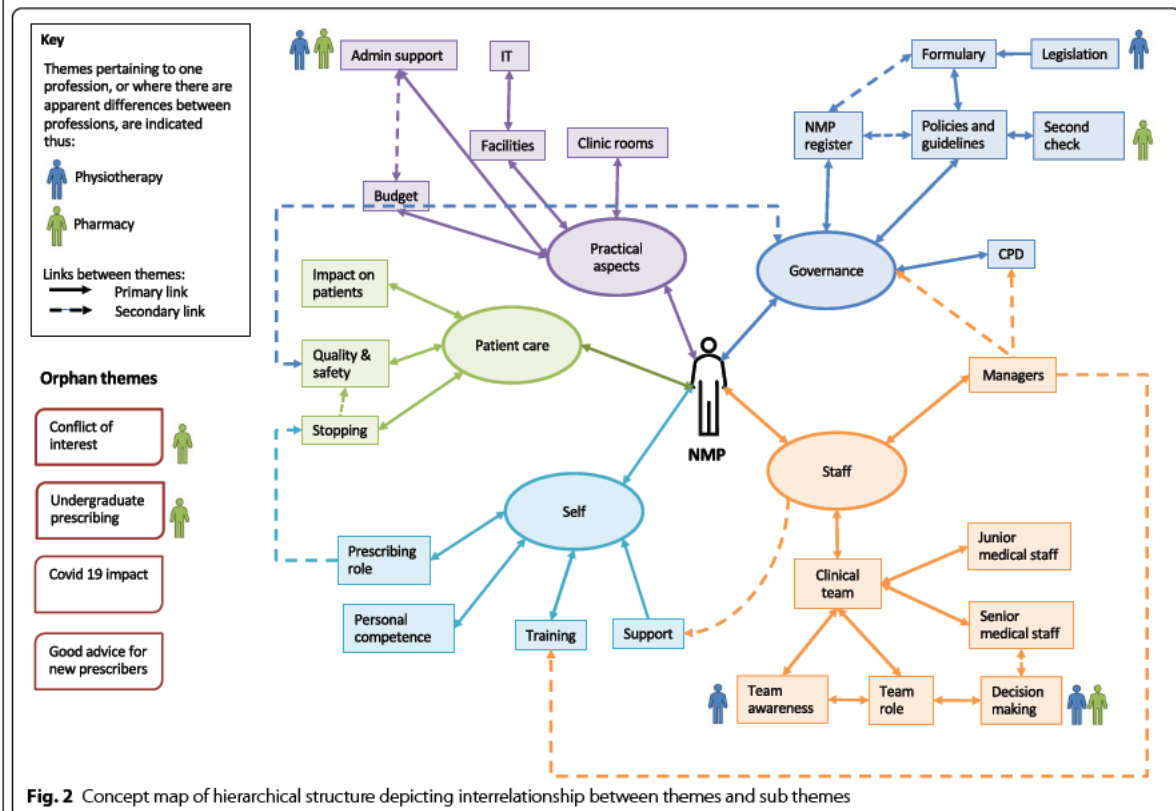 Key
Themes pertaining to one
profession, or where there are
apparent differences between
professions, are indicated
thus:
Physiotherapy
Pharmacy
Links between themes:
Primary link
Secondary link
Orphan themes
Conflict of
interest
Undergraduate
prescribing
Covid 19 impact
Good advice for
new prescribers
Admin support
IT
Facilities
Clinic rooms
Budget
Practical
aspects
Formulary
Legislation
NMP
register
Policies and
guidelines
Second
check
Governance
CPD
Impact on
patients
Quality &
safety
Stopping
Patient care
NMP
Managers
Staff
Self
Prescribing
role
Personal
competence
Training
Support
Clinical
team
Junior
medical staff
Senior
medical staff
Team
awareness
Team
role
Decision
making
Fig. 2 Concept map of hierarchical structure depicting interrelationship between themes and sub themes